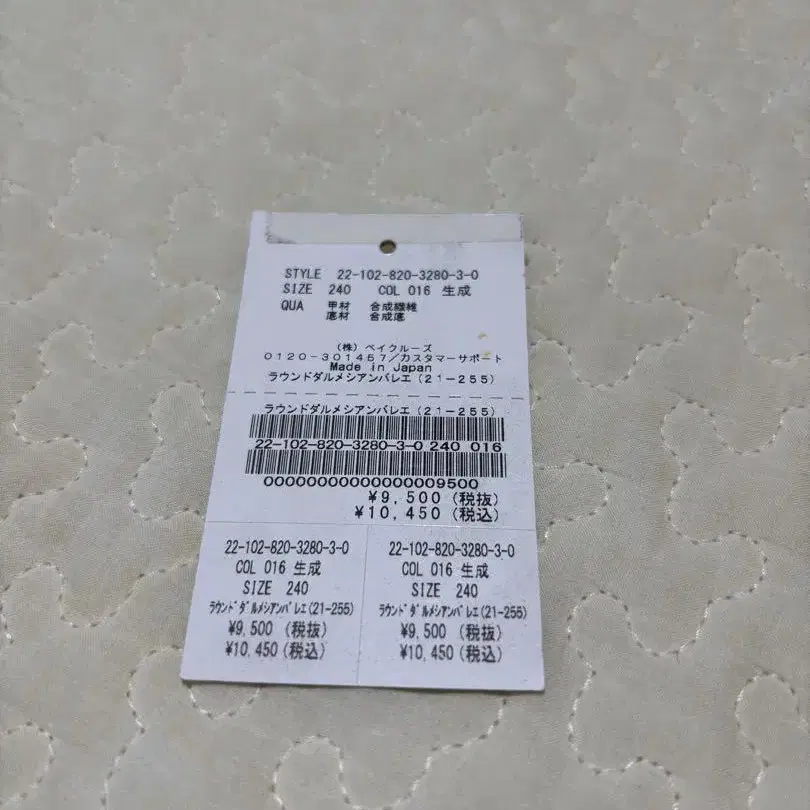 STYLE 22-102-820-3280-3-0
SIZE 240 COL 016 生成
QUA 甲材 合成繊維
底材 合成底
(株) ベイクルーズ
0120-301457/カスタマーサポート
Made in Japan
ラウンドダルメシアンバレエ(21-255)
ラウンドダルメシアンバレエ(21-255)
22-102-820-3280-3-0 240 016
0000000000000000009500
¥9,500 (税抜)
¥10,450 (税込)
22-102-820-3280-3-0
COL 016 生成
SIZE 240
ラウンドダルメシアンバレエ(21-255)
¥9,500 (税抜)
¥10,450 (税込)
22-102-820-3280-3-0
COL 016 生成
SIZE 240
ラウンドダルメシアンバレエ(21-255)
¥9,500 (税抜)
¥10,450 (税込)